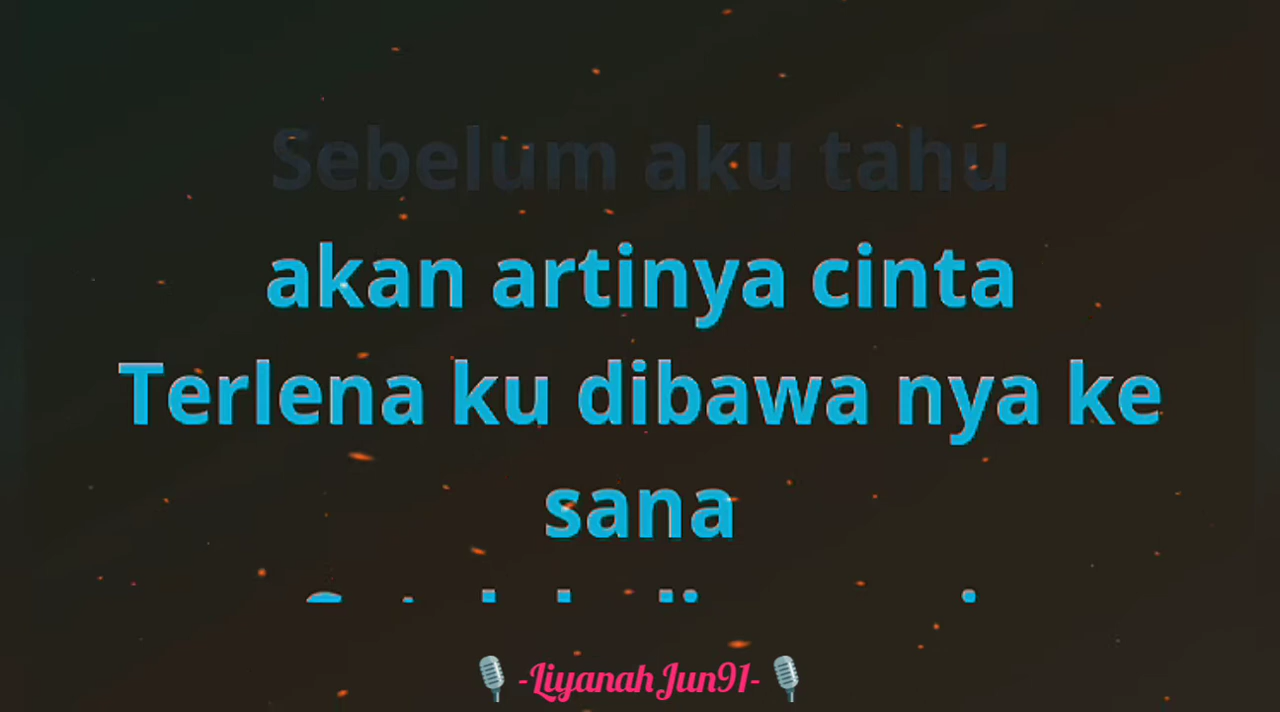 Sebelum aku tahu
akan artinya cinta
Terlena ku dibawa nya ke
sana
-Liyanah Jun91-